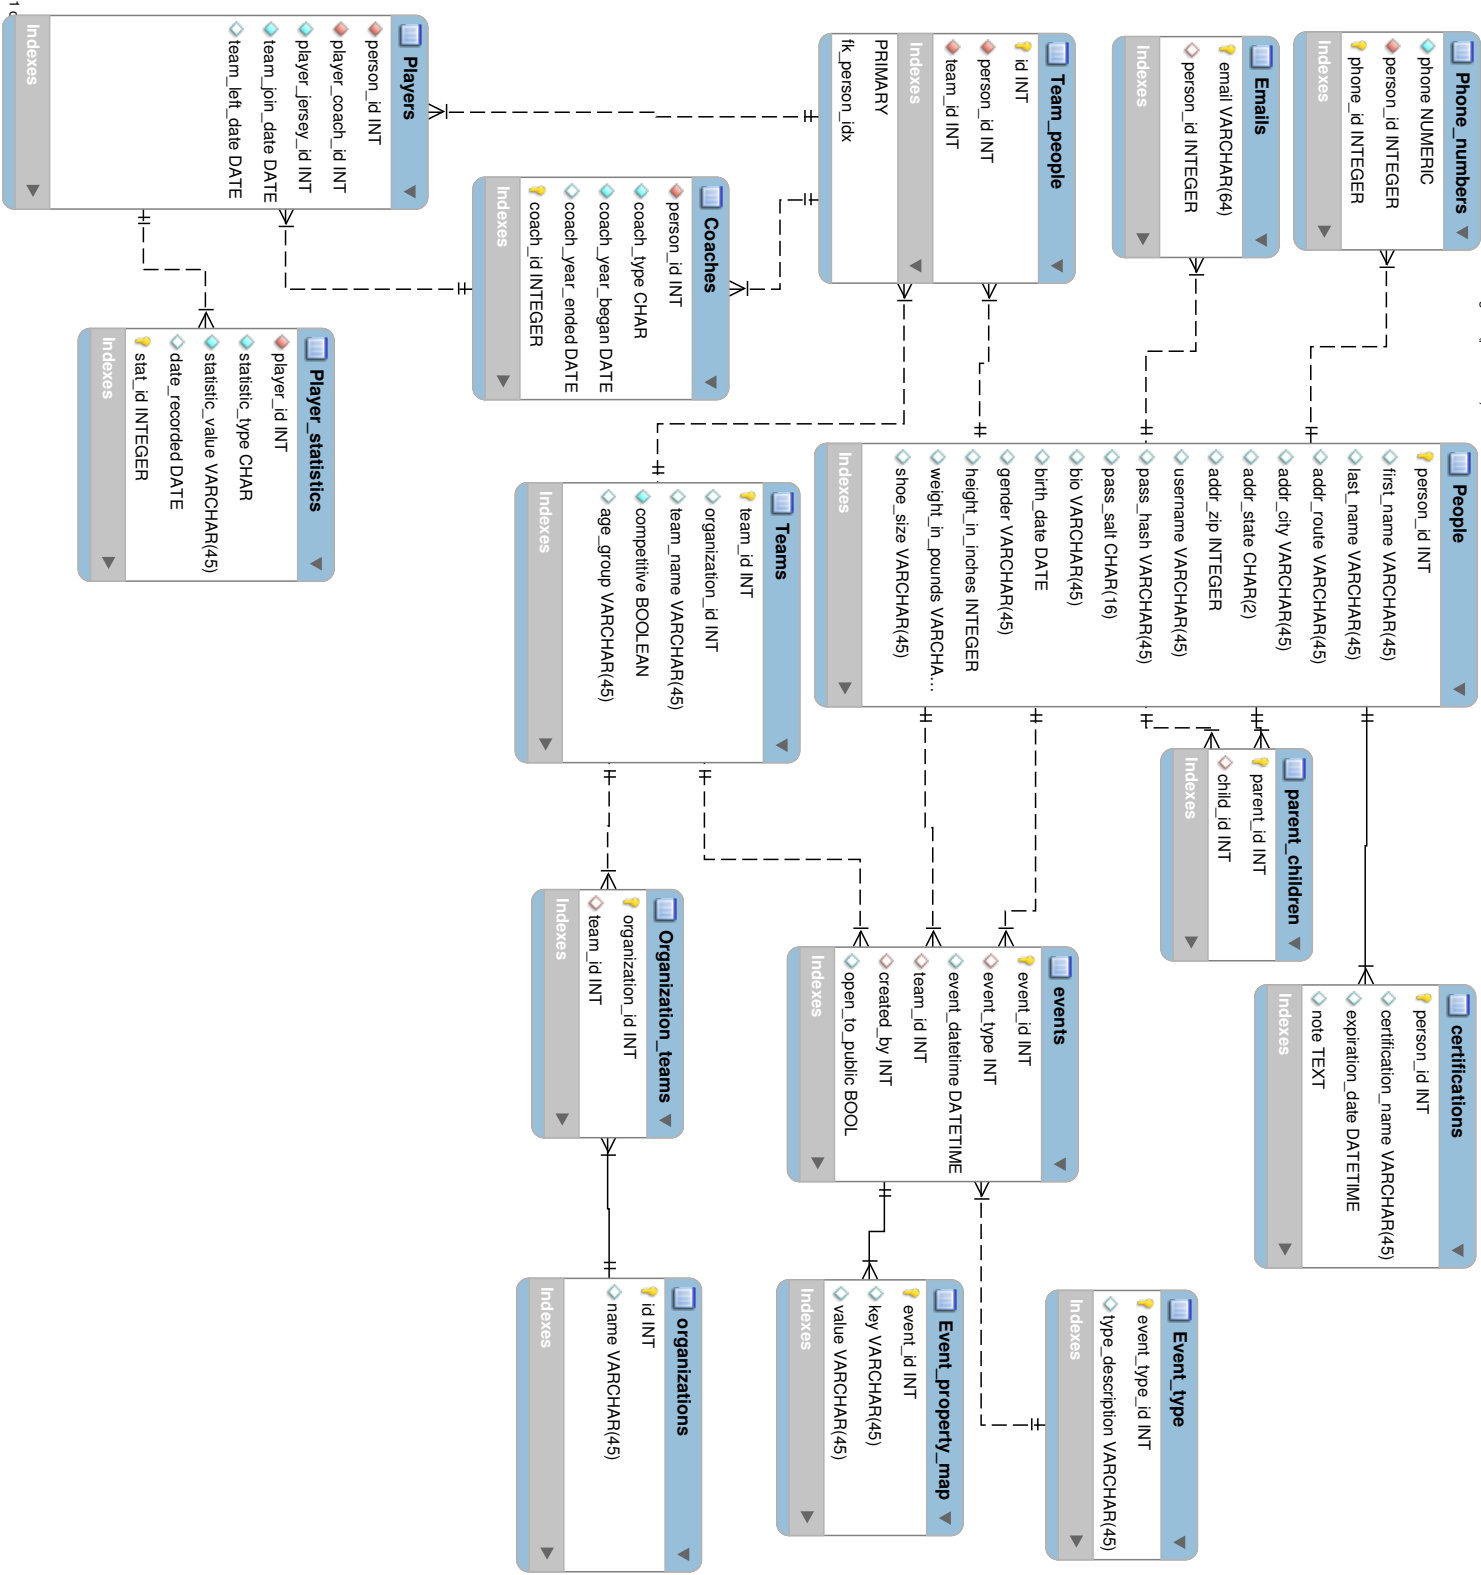 Phone_numbers
phone NUMERIC
person_id INTEGER
phone_id INTEGER
Indexes
Emails
email VARCHAR(64)
person_id INTEGER
Indexes
Team_people
id INT
person_id INT
team_id INT
Indexes
PRIMARY
fk_person_idx
Players
person_id INT
player_coach_id INT
player_jersey_id INT
team_join_date DATE
team_left_date DATE
Indexes
Coaches
person_id INT
coach_type CHAR
coach_year_began DATE
coach_year_ended DATE
coach_id INTEGER
Indexes
Player_statistics
player_id INT
statistic_type CHAR
statistic_value VARCHAR(45)
date_recorded DATE
stat_id INTEGER
Indexes
People
person_id INT
first_name VARCHAR(45)
last_name VARCHAR(45)
addr_route VARCHAR(45)
addr_city VARCHAR(45)
addr_state CHAR(2)
addr_zip INTEGER
username VARCHAR(45)
pass_hash VARCHAR(45)
pass_salt CHAR(16)
bio VARCHAR(45)
birth_date DATE
gender VARCHAR(45)
height_in_inches INTEGER
weight_in_pounds VARCHA...
shoe_size VARCHAR(45)
Indexes
Teams
team_id INT
organization_id INT
team_name VARCHAR(45)
competitive BOOLEAN
age_group VARCHAR(45)
Indexes
parent_children
parent_id INT
child_id INT
Indexes
certifications
person_id INT
certification_name VARCHAR(45)
expiration_date DATETIME
note TEXT
Indexes
events
event_id INT
event_type INT
event_datetime DATETIME
team_id INT
created_by INT
open_to_public BOOL
Indexes
Organization_teams
organization_id INT
team_id INT
Indexes
Event_type
event_type_id INT
type_description VARCHAR(45)
Indexes
Event_property_map
event_id INT
key VARCHAR(45)
value VARCHAR(45)
Indexes
organizations
id INT
name VARCHAR(45)
Indexes